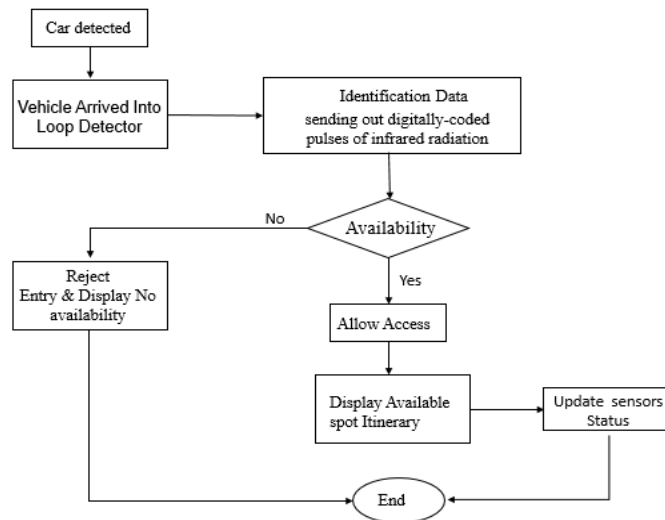 Car detected
Vehicle Arrived Into
Loop Detector
Identification Data
sending out digitally-coded
pulses of infrared radiation
Availability
No
Yes
Reject
Entry & Display No
availability
Allow Access
Display Available
spot Itinerary
Update sensors
Status
End